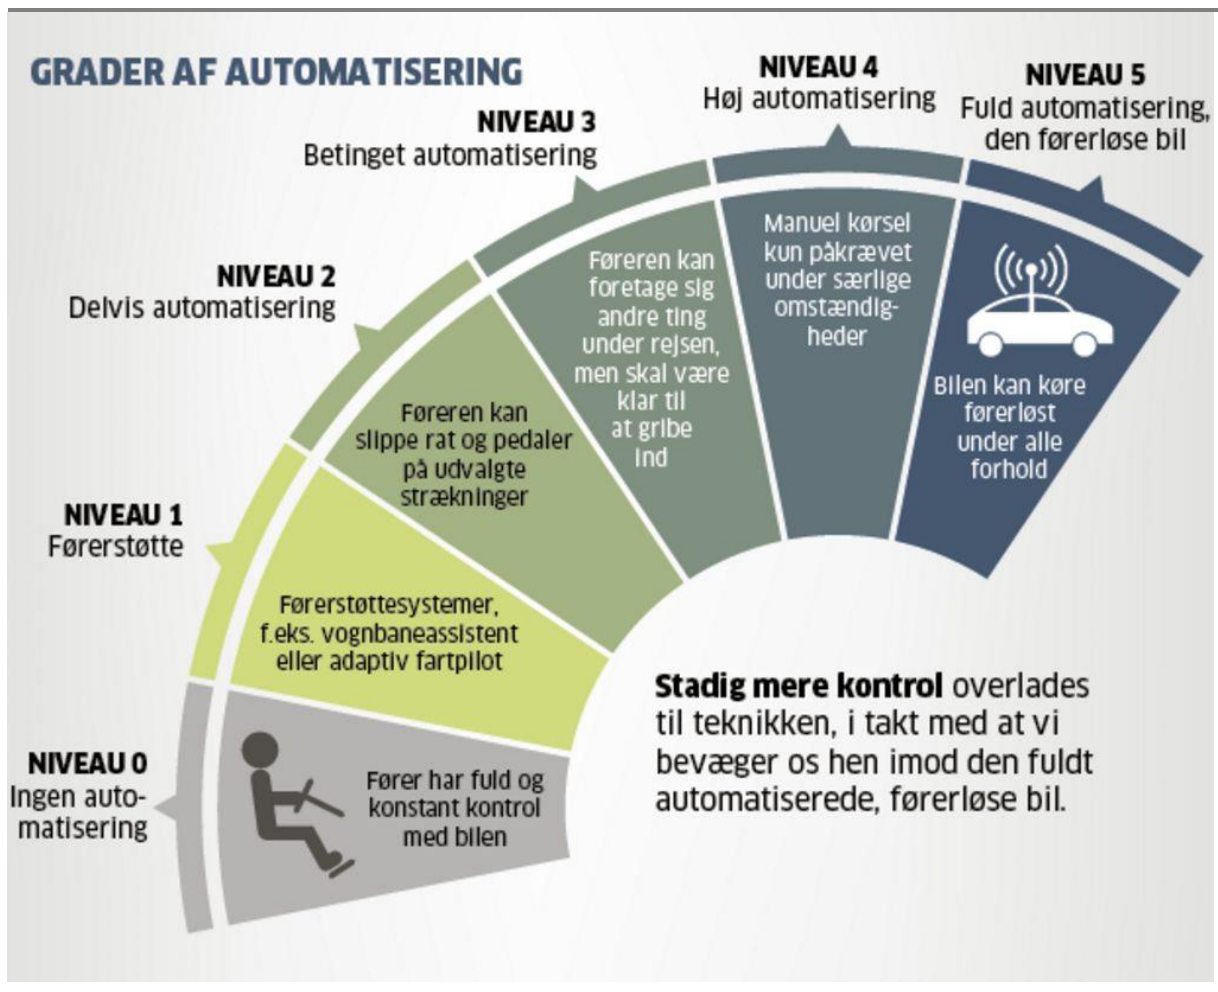 GRADER AF AUTOMATISERING
NIVEAU 0
Ingen auto-
matisering
Fører har fuld og
konstant kontrol
med bilen
NIVEAU 1
Førerstøtte
Førerstøttesystemer,
f.eks. vognbaneassistent
eller adaptiv fartpilot
NIVEAU 2
Delvis automatisering
Føreren kan
slippe rat og pedaler
på udvalgte
strækninger
NIVEAU 3
Betinget automatisering
Føreren kan
foretage sig
andre ting
under rejsen,
men skal være
klar til
at gribe
ind
NIVEAU 4
Høj automatisering
Manuel kørsel
kun påkrævet
under særlige
omstændig-
heder
NIVEAU 5
Fuld automatisering,
den førerløse bil
Bilen kan køre
førerløst
under alle
forhold
Stadig mere kontrol overlades
til teknikken, i takt med at vi
bevæger os hen imod den fuldt
automatiserede, førerløse bil.